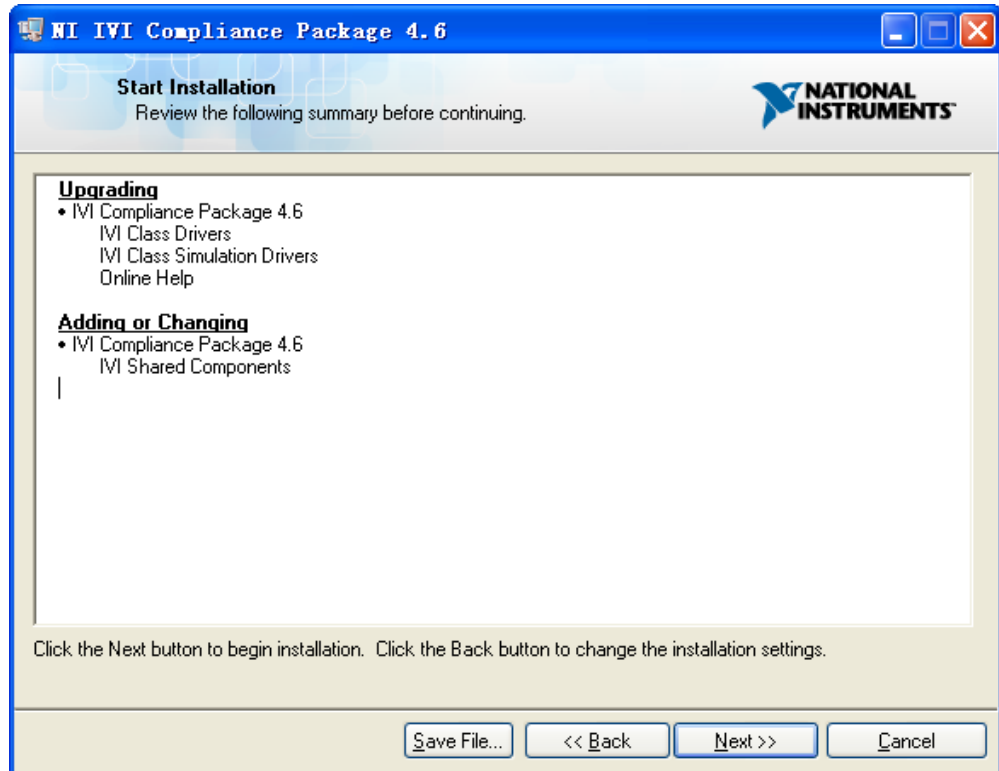 NI IVI Compliance Package 4.6
Start Installation
Review the following summary before continuing.
NATIONAL
INSTRUMENTS™
Upgrading
• IVI Compliance Package 4.6
IVI Class Drivers
IVI Class Simulation Drivers
Online Help
Adding or Changing
• IVI Compliance Package 4.6
IVI Shared Components
Click the Next button to begin installation. Click the Back button to change the installation settings.
Save File...
<< Back
Next >>
Cancel